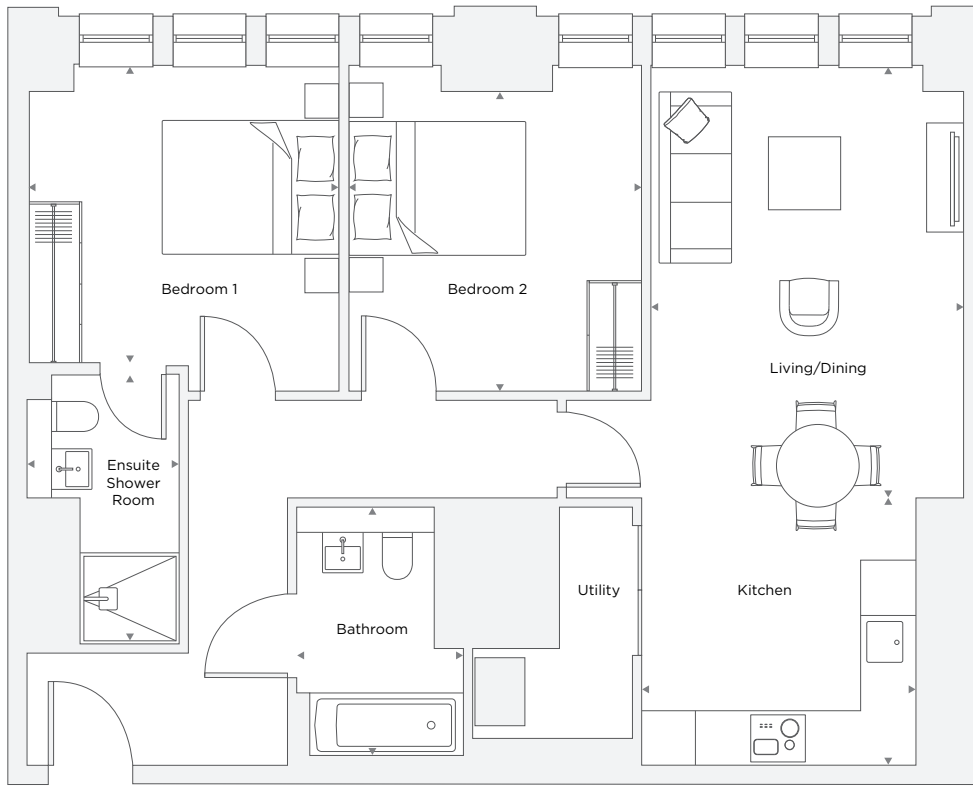 Bedroom 1
Bedroom 2
Living/Dining
Ensuite
Shower
Room
Utility
Kitchen
Bathroom